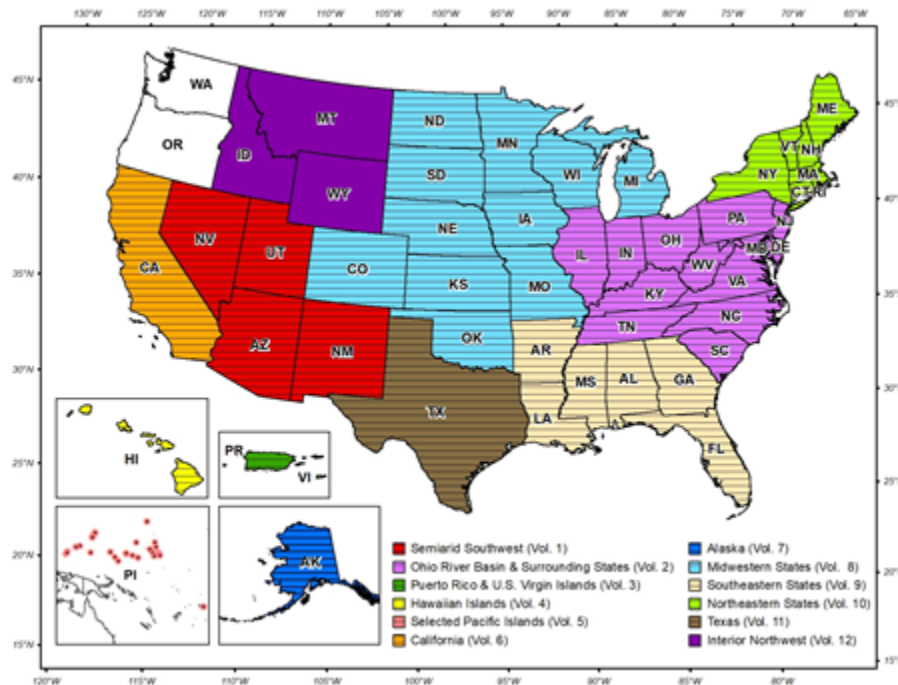 130°W 120°W 115°W 110°W 105°W 100°W 95°W 90°W 85°W 80°W 75°W 70°W 65°W
45°N
40°N
35°N
30°N
25°N
20°N
15°N
45°N
40°N
35°N
30°N
25°N
20°N
15°N
WA
OR
MT
ID
WY
ND
SD
NE
KS
CO
OK
MN
IA
MO
WI
MI
CA
NV
UT
AZ
NM
TX
AR
LA
MS
AL
GA
FL
IL
IN
OH
PA
NJ
MD
DE
WV
VA
KY
TN
NC
SC
NY
VT
NH
ME
MA
CT
RI
HI
PR
VI
PI
AK
Semiarid Southwest (Vol. 1)
Ohio River Basin & Surrounding States (Vol. 2)
Puerto Rico & U.S. Virgin Islands (Vol. 3)
Hawaiian Islands (Vol. 4)
Selected Pacific Islands (Vol. 5)
California (Vol. 6)
Alaska (Vol. 7)
Midwestern States (Vol. 8)
Southeastern States (Vol. 9)
Northeastern States (Vol. 10)
Texas (Vol. 11)
Interior Northwest (Vol. 12)
120°W 115°W 110°W 105°W 100°W 95°W 90°W 85°W 80°W